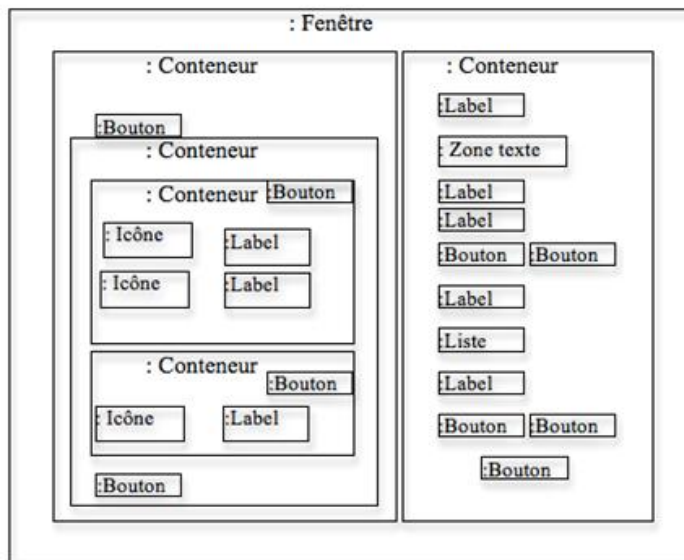 : Fenêtre
: Conteneur
:Bouton
: Conteneur
: Conteneur
:Bouton
: Icône
:Label
: Icône
:Label
: Conteneur
:Bouton
: Icône
:Label
:Bouton
: Conteneur
:Label
: Zone texte
:Label
:Label
:Bouton :Bouton
:Label
:Liste
:Label
:Bouton :Bouton
:Bouton